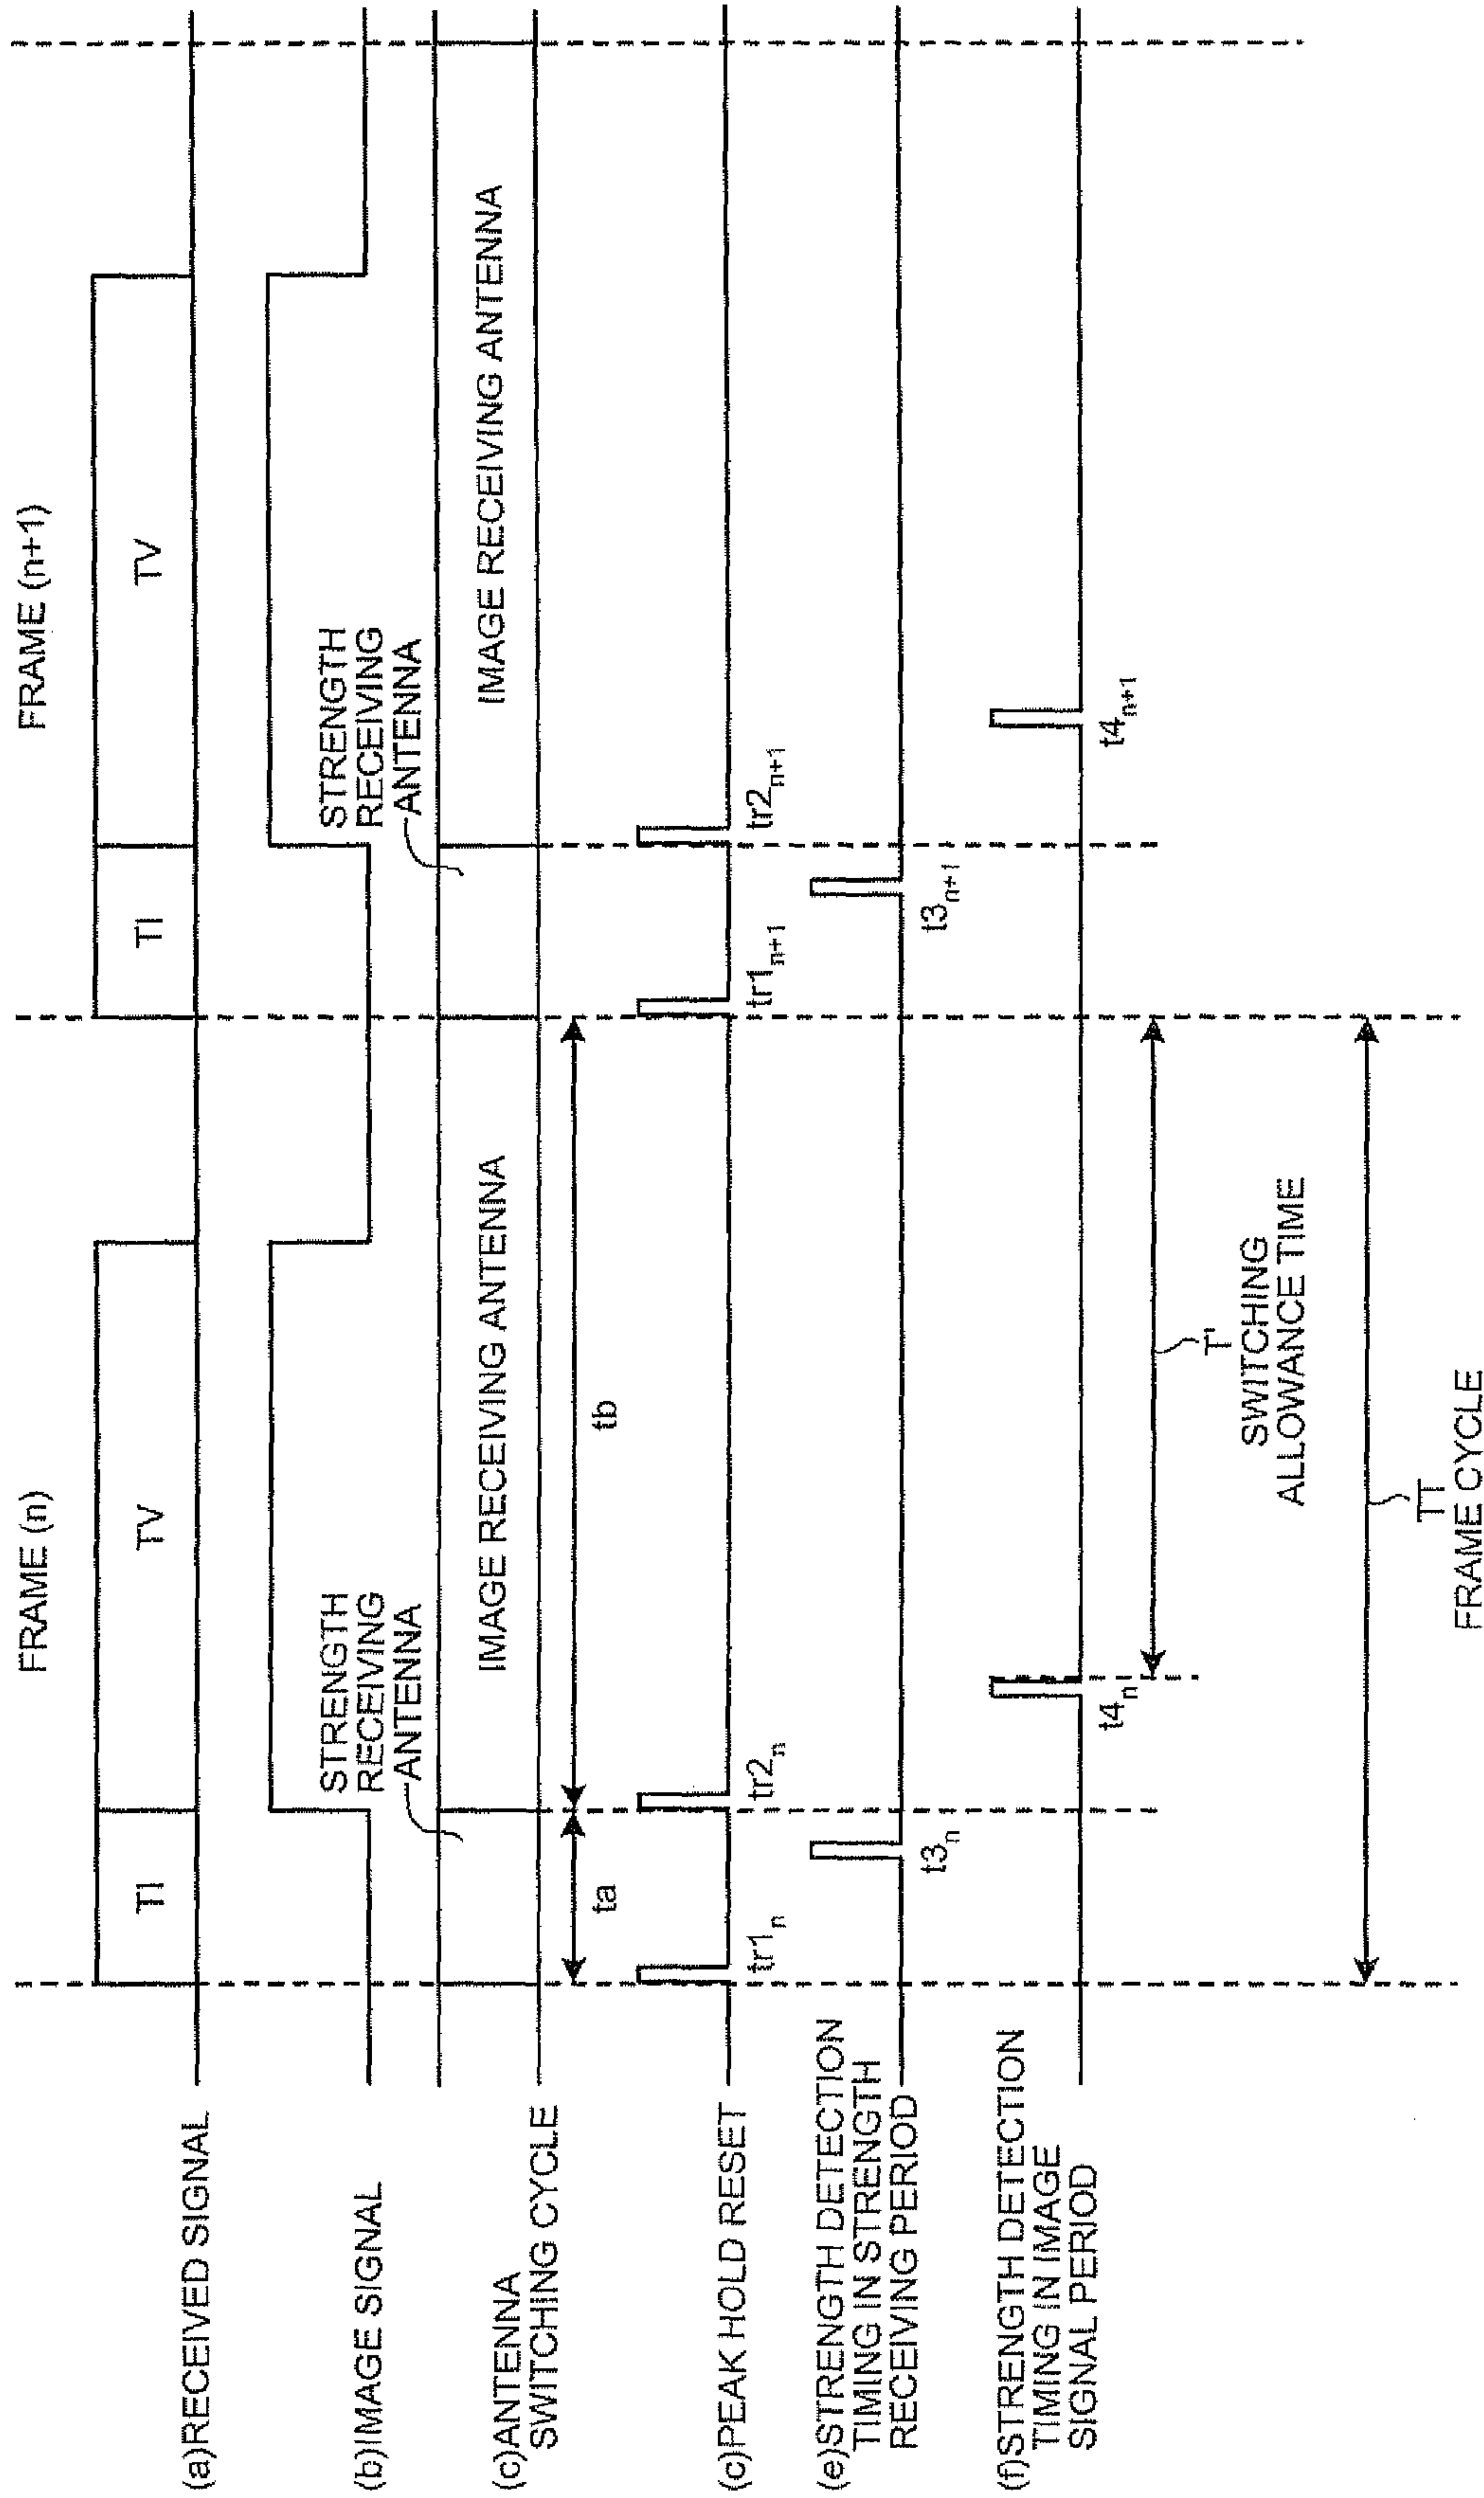 FRAME (n)
FRAME (n+1)
(a)RECEIVED SIGNAL
TI
TV
TI
TV
(b)IMAGE SIGNAL
STRENGTH
RECEIVING
ANTENNA
STRENGTH
RECEIVING
ANTENNA
(c)ANTENNA
SWITCHING CYCLE
IMAGE RECEIVING ANTENNA
IMAGE RECEIVING ANTENNA
ta
tb
(c)PEAK HOLD RESET
tr1n
tr2n
tr1n+1
tr2n+1
(e)STRENGTH DETECTION
TIMING IN STRENGTH
RECEIVING PERIOD
t3n
t3n+1
(f)STRENGTH DETECTION
TIMING IN IMAGE
SIGNAL PERIOD
t4n
t4n+1
T'
SWITCHING
ALLOWANCE TIME
TT
FRAME CYCLE